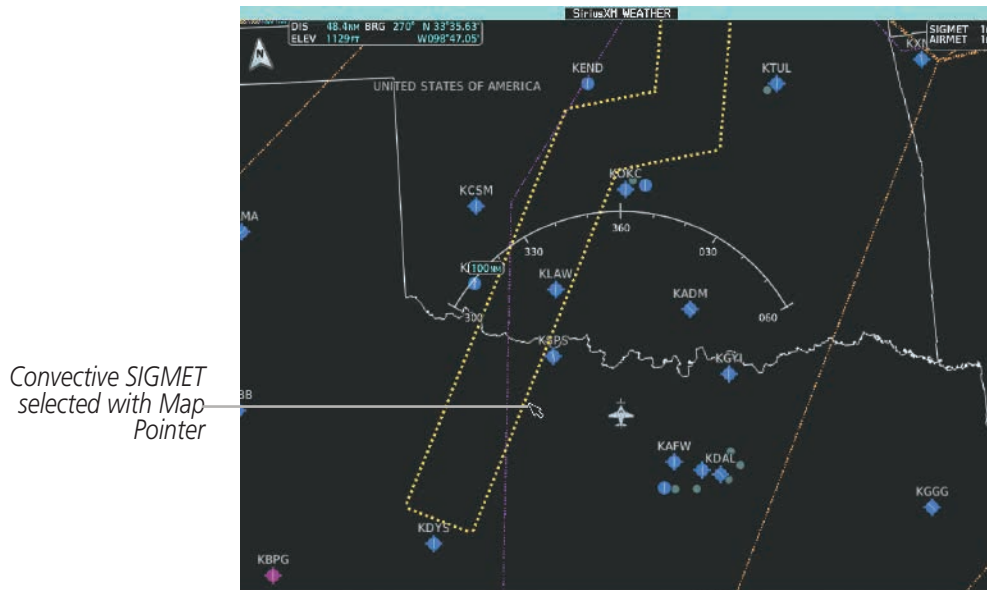 SiriusXM WEATHER
DIS 48.4NM BRG 270° N 33°35.63'
ELEV 1129FT W098°47.05'
SIGMET
AIRMET
N
KEND
KTUL
UNITED STATES OF AMERICA
KOKC
KCSM
360
330
030
100NM
KLAW
KADM
300
060
KSPS
KGYI
Convective SIGMET
selected with Map
Pointer
KAFW
KDAL
KGGG
KDYS
KBPG